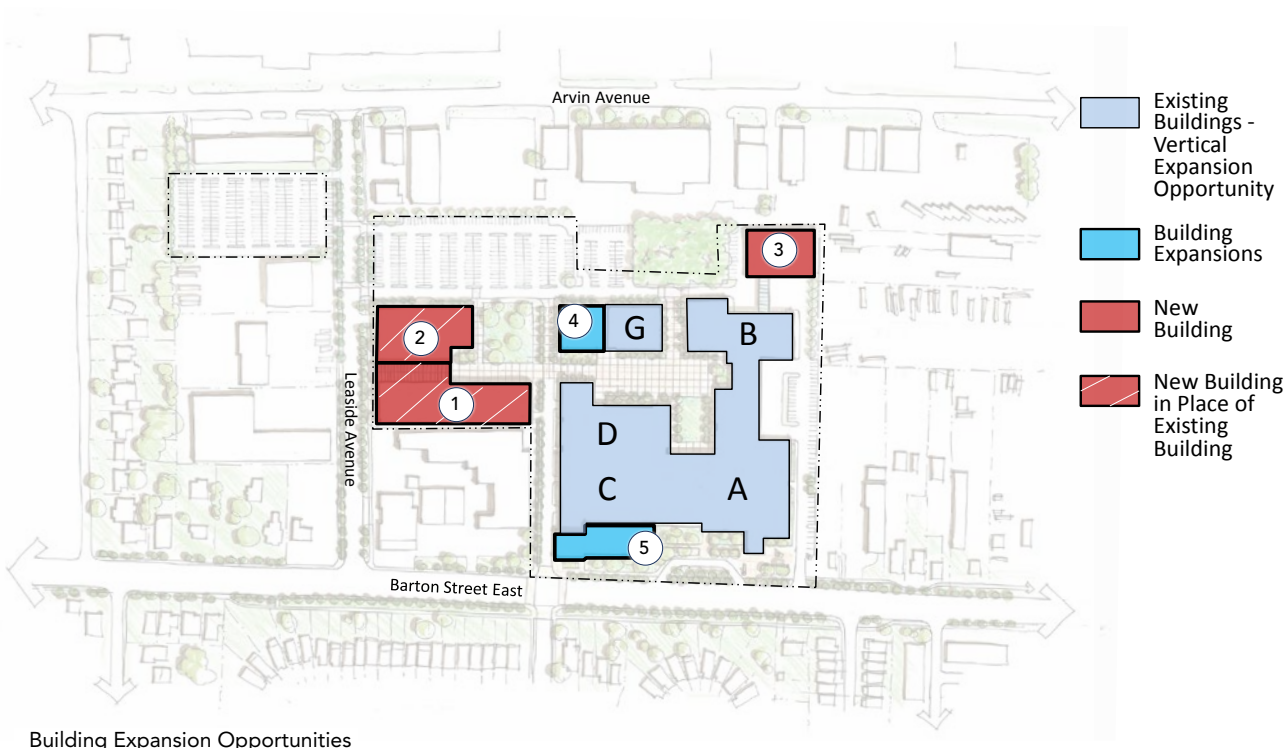 Arvin Avenue
Existing
Buildings -
Vertical
Expansion
Opportunity
Building
Expansions
New
Building
New Building
in Place of
Existing
Building
3
4
G
B
2
1
Leaside Avenue
D
C
A
5
Barton Street East
Building Expansion Opportunities